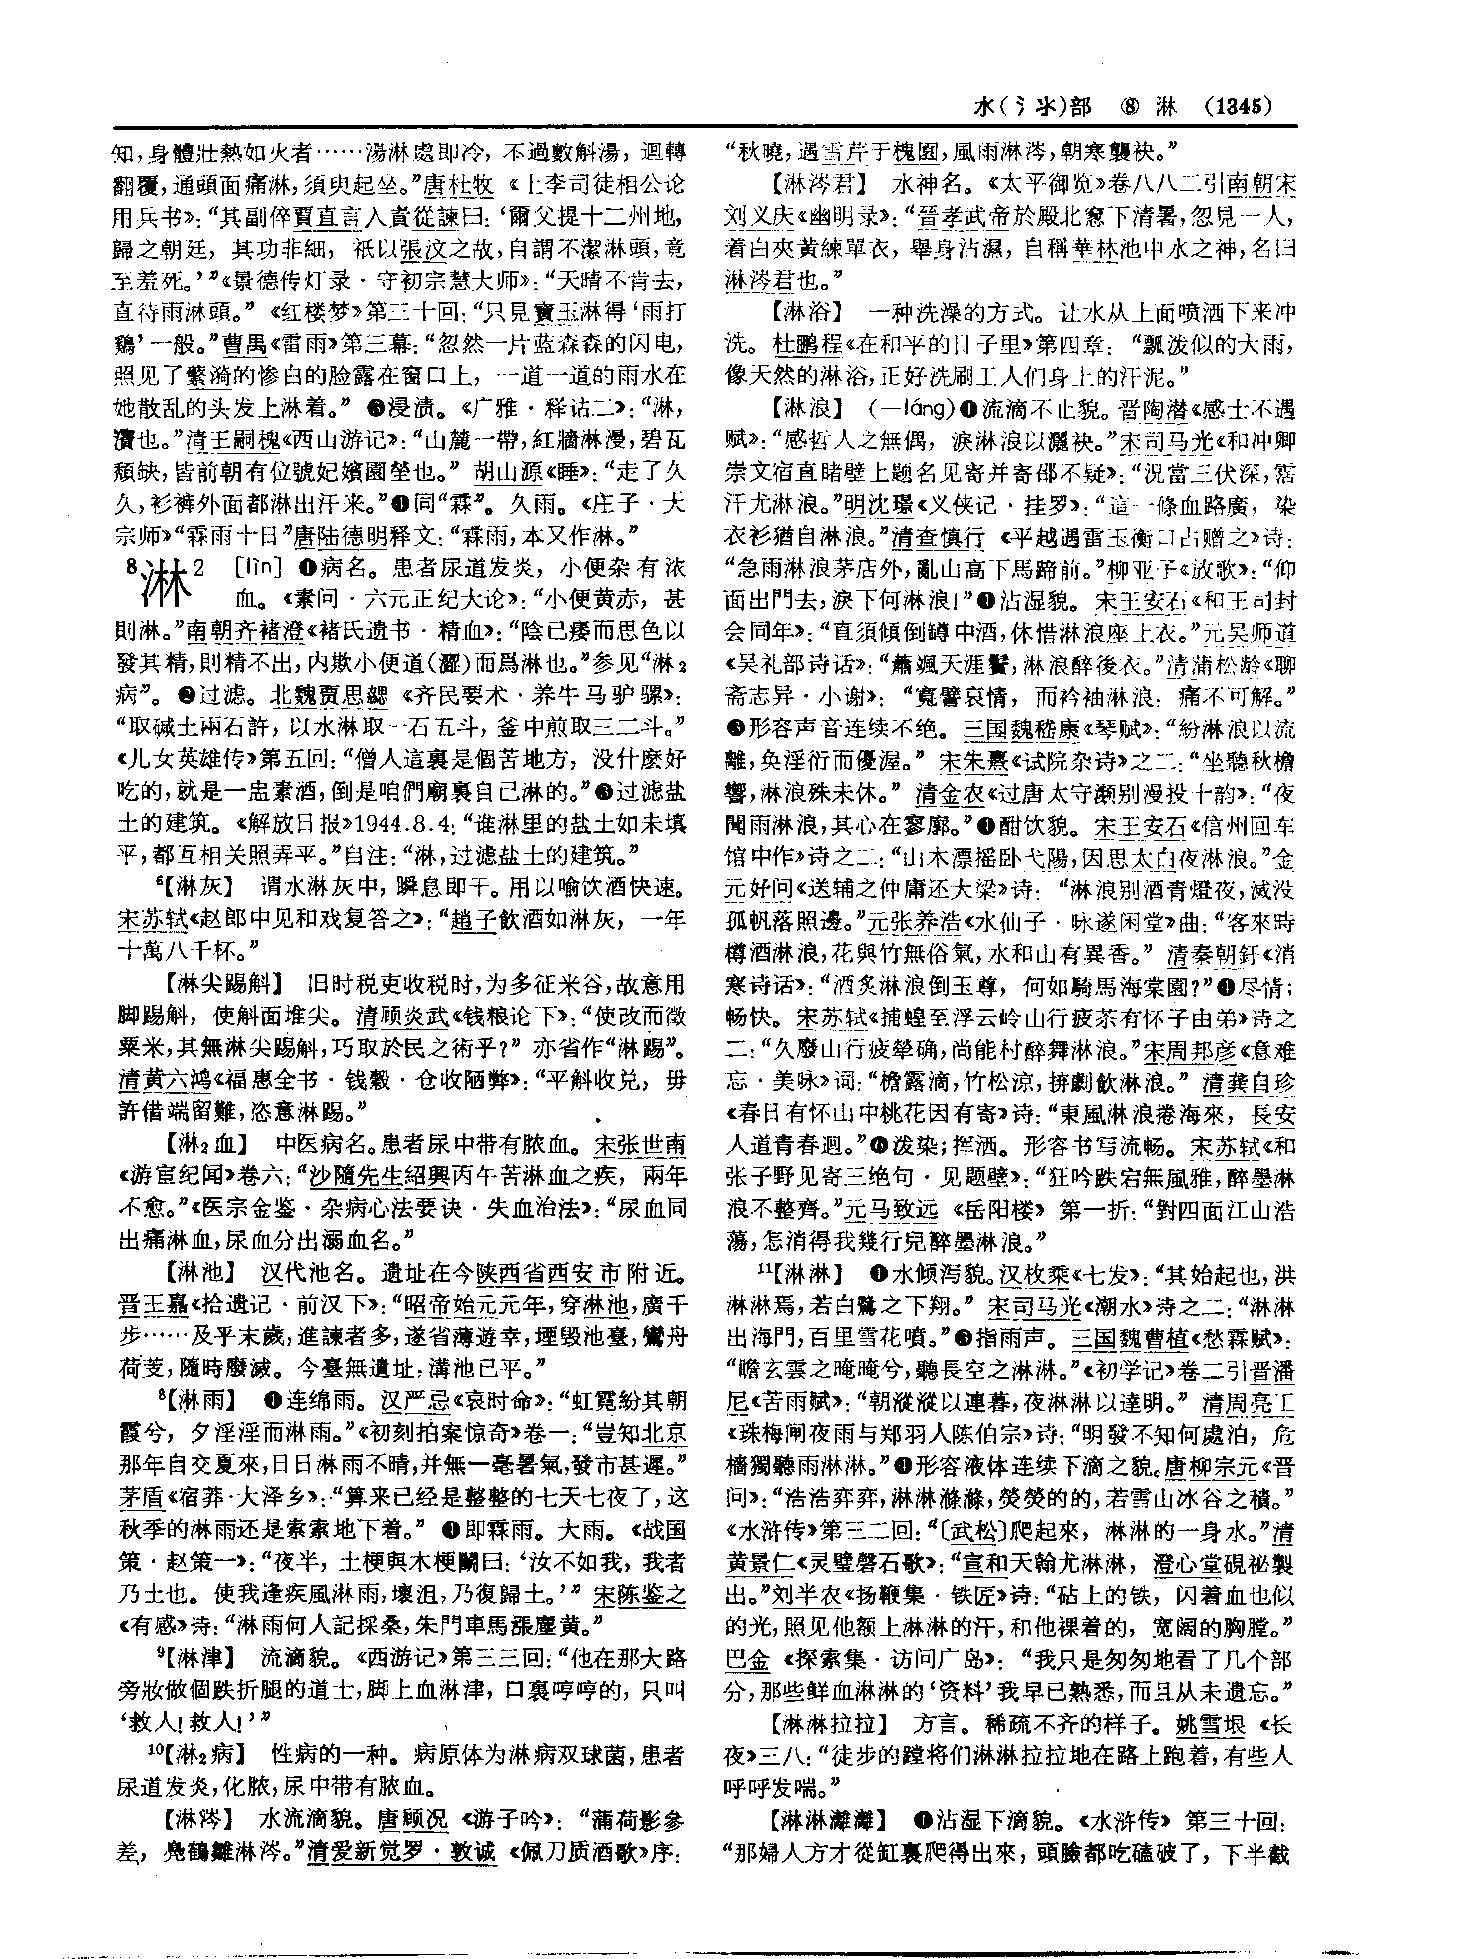 水(氵氺)部 ⑧ 淋 (1345)
知,身體壯熱如火者……湯淋處即冷，不過數斛湯；迴轉
翻覆,通頭面痛淋,須臾起坐。”唐杜牧《上李司徒相公论
用兵书》:“其副倅賈直言入責從諫曰:‘爾父提十二州地,
歸之朝廷，其功非細，祇以張汶之故,自謂不潔淋頭,竟
至羞死。’”《景德传灯录·守初宗慧大师》:“天晴不肯去,
直待雨淋頭。”《红楼梦》第三十回:“只見寶玉淋得‘雨打
鷄’一般。”曹禺《雷雨》第三幕:“忽然一片蓝森森的闪电,
照见了繁漪的惨白的脸露在窗口上，一道一道的雨水在
她散乱的头发上淋着。”❸浸渍。《广雅·释诂二》:“淋,
漬也。”清王嗣槐《西山游记》:“山麓一帶,紅牆淋漫,碧瓦
頹缺,皆前朝有位號妃嬪園塋也。”胡山源《睡》:“走了久
久,衫裤外面都淋出汗来。”❹同“霖”。久雨。《庄子·大
宗师》“霖雨十日”唐陆德明释文:“霖雨,本又作淋。”
8淋2 [lìn] ❶病名。患者尿道发炎，小便杂有浓
血。《素问·六元正纪大论》:“小便黄赤，甚
則淋。”南朝齐褚澄《褚氏遗书·精血》:“陰已痿而思色以
發其精,則精不出,内欺小便道(澀)而爲淋也。”参见“淋2
病”。❷过滤。北魏贾思勰《齐民要术·养牛马驴骡》:
“取碱土兩石許，以水淋取一石五斗，釜中煎取三二斗。”
《儿女英雄传》第五回:“僧人這裏是個苦地方，没什麽好
吃的,就是一盅素酒,倒是咱們廟裏自己淋的。”❸过滤盐
土的建筑。《解放日报》1944.8.4:“谁淋里的盐土如未填
平,都互相关照弄平。”自注:“淋,过滤盐土的建筑。”
6【淋灰】 谓水淋灰中，瞬息即干。用以喻饮酒快速。
宋苏轼《赵郎中见和戏复答之》:“趙子飲酒如淋灰，一年
十萬八千杯。”
【淋尖踢斛】 旧时税吏收税时,为多征米谷,故意用
脚踢斛，使斛面堆尖。清顾炎武《钱粮论下》:“使改而徵
粟米,其無淋尖踢斛,巧取於民之術乎?”亦省作“淋踢”。
清黄六鸿《福惠全书·钱穀·仓收陋弊》:“平斛收兑，毋
許借端留難,恣意淋踢。”
【淋2血】 中医病名。患者尿中带有脓血。宋张世南
《游宦纪闻》卷六:“沙隨先生紹興丙午苦淋血之疾，兩年
不愈。”《医宗金鉴·杂病心法要诀·失血治法》:“尿血同
出痛淋血,尿血分出溺血名。”
【淋池】 汉代池名。遗址在今陕西省西安市附近。
晋王嘉《拾遗记·前汉下》:“昭帝始元元年,穿淋池,廣千
步……及乎末歲,進諫者多,遂省薄遊幸,堙毀池臺,鸞舟
荷芰,隨時廢滅。今臺無遺址,溝池已平。”
8【淋雨】 ❶连绵雨。汉严忌《哀时命》:“虹霓紛其朝
霞兮，夕淫淫而淋雨。”《初刻拍案惊奇》卷一:“豈知北京
那年自交夏來,日日淋雨不晴,并無一毫暑氣,發市甚遲。”
茅盾《宿莽·大泽乡》:“算来已经是整整的七天七夜了,这
秋季的淋雨还是索索地下着。”❷即霖雨。大雨。《战国
策·赵策一》:“夜半，土梗與木梗鬭曰:‘汝不如我，我者
乃土也。使我逢疾風淋雨,壞沮,乃復歸土。’”宋陈鉴之
《有感》诗:“淋雨何人記採桑,朱門車馬漲塵黄。”
9【淋津】 流滴貌。《西游记》第三三回:“他在那大路
旁妝做個跌折腿的道士,脚上血淋津，口裏哼哼的，只叫
‘救人!救人!’”
10【淋2病】 性病的一种。病原体为淋病双球菌,患者
尿道发炎,化脓,尿中带有脓血。
【淋涔】 水流滴貌。唐顾况《游子吟》:“蒲荷影參
差，鳧鶴雛淋涔。”清爱新觉罗·敦诚《佩刀质酒歌》序:
“秋曉,遇雪芹于槐園,風雨淋涔,朝寒襲袂。”
【淋涔君】 水神名。《太平御览》卷八八二引南朝宋
刘义庆《幽明录》:“晉孝武帝於殿北窻下清暑,忽見一人,
着白夾黄練單衣，舉身沾濕，自稱華林池中水之神,名曰
淋涔君也。”
【淋浴】 一种洗澡的方式。让水从上面喷洒下来冲
洗。杜鹏程《在和平的日子里》第四章:“瓢泼似的大雨,
像天然的淋浴,正好洗刷工人们身上的汗泥。”
【淋浪】 (—láng)❶流滴不止貌。晋陶潜《感士不遇
赋》:“感哲人之無偶，淚淋浪以灑袂。”宋司马光《和冲卿
崇文宿直睹壁上题名见寄并寄邵不疑》:“況當三伏深,沾
汗尤淋浪。”明沈璟《义侠记·挂罗》:“這一條血路廣，染
衣衫猶自淋浪。”清查慎行《平越遇雷玉衡口占赠之》诗:
“急雨淋浪茅店外,亂山高下馬蹄前。”柳亚子《放歌》:“仰
面出門去,淚下何淋浪!”❷沾湿貌。宋王安石《和王司封
会同年》:“直須傾倒罇中酒,休惜淋浪座上衣。”元吴师道
《吴礼部诗话》:“蕭颯天涯鬢,淋浪醉後衣。”清蒲松龄《聊
斋志异·小谢》:“寃謦哀情，而衿袖淋浪，痛不可解。”
❸形容声音连续不绝。三国魏嵇康《琴赋》:“紛淋浪以流
離,奂淫衍而優渥。”宋朱熹《试院杂诗》之二:“坐聽秋檐
響,淋浪殊未休。”清金农《过唐太守灏别漫投十韵》:“夜
聞雨淋浪,其心在寥廓。”❹酣饮貌。宋王安石《信州回车
馆中作》诗之二:“山木漂摇卧弋陽,因思太白夜淋浪。”金
元好问《送辅之仲庸还大梁》诗:“淋浪别酒青燈夜,滅没
孤帆落照邊。”元张养浩《水仙子·咏遂闲堂》曲:“客來時
樽酒淋浪,花與竹無俗氣,水和山有異香。”清秦朝釪《消
寒诗话》:“酒炙淋浪倒玉尊，何如騎馬海棠園?”❺尽情;
畅快。宋苏轼《捕蝗至浮云岭山行疲苶有怀子由弟》诗之
二:“久廢山行疲犖确,尚能村醉舞淋浪。”宋周邦彦《意难
忘·美咏》词:“檐露滴,竹松涼,拚劇飲淋浪。”清龚自珍
《春日有怀山中桃花因有寄》诗:“東風淋浪捲海來，長安
人道青春迴。”❻泼染;挥洒。形容书写流畅。宋苏轼《和
张子野见寄三绝句·见题壁》:“狂吟跌宕無風雅,醉墨淋
浪不整齊。”元马致远《岳阳楼》第一折:“對四面江山浩
蕩,怎消得我幾行兒醉墨淋浪。”
11【淋淋】 ❶水倾泻貌。汉枚乘《七发》:“其始起也,洪
淋淋焉,若白鷺之下翔。”宋司马光《潮水》诗之二:“淋淋
出海門,百里雪花噴。”❷指雨声。三国魏曹植《愁霖赋》:
“瞻玄雲之晻晻兮,聽長空之淋淋。”《初学记》卷二引晋潘
尼《苦雨赋》:“朝漎漎以連暮,夜淋淋以達明。”清周亮工
《珠梅闸夜雨与郑羽人陈伯宗》诗:“明發不知何處泊，危
檣獨聽雨淋淋。”❸形容液体连续下滴之貌。唐柳宗元《晋
问》:“浩浩弈弈,淋淋滌滌,熒熒的的,若雪山冰谷之積。”
《水浒传》第三二回:“〔武松〕爬起來，淋淋的一身水。”清
黄景仁《灵璧磬石歌》:“宣和天翰尤淋淋，澄心堂硯祕製
出。”刘半农《扬鞭集·铁匠》诗:“砧上的铁，闪着血也似
的光,照见他额上淋淋的汗,和他裸着的，宽阔的胸膛。”
巴金《探索集·访问广岛》:“我只是匆匆地看了几个部
分,那些鲜血淋淋的‘资料’我早已熟悉,而且从未遗忘。”
【淋淋拉拉】 方言。稀疏不齐的样子。姚雪垠《长
夜》三八:“徒步的蹚将们淋淋拉拉地在路上跑着,有些人
呼呼发喘。”
【淋淋灕灕】 ❶沾湿下滴貌。《水浒传》第三十回:
“那婦人方才從缸裏爬得出來，頭臉都吃磕破了，下半截